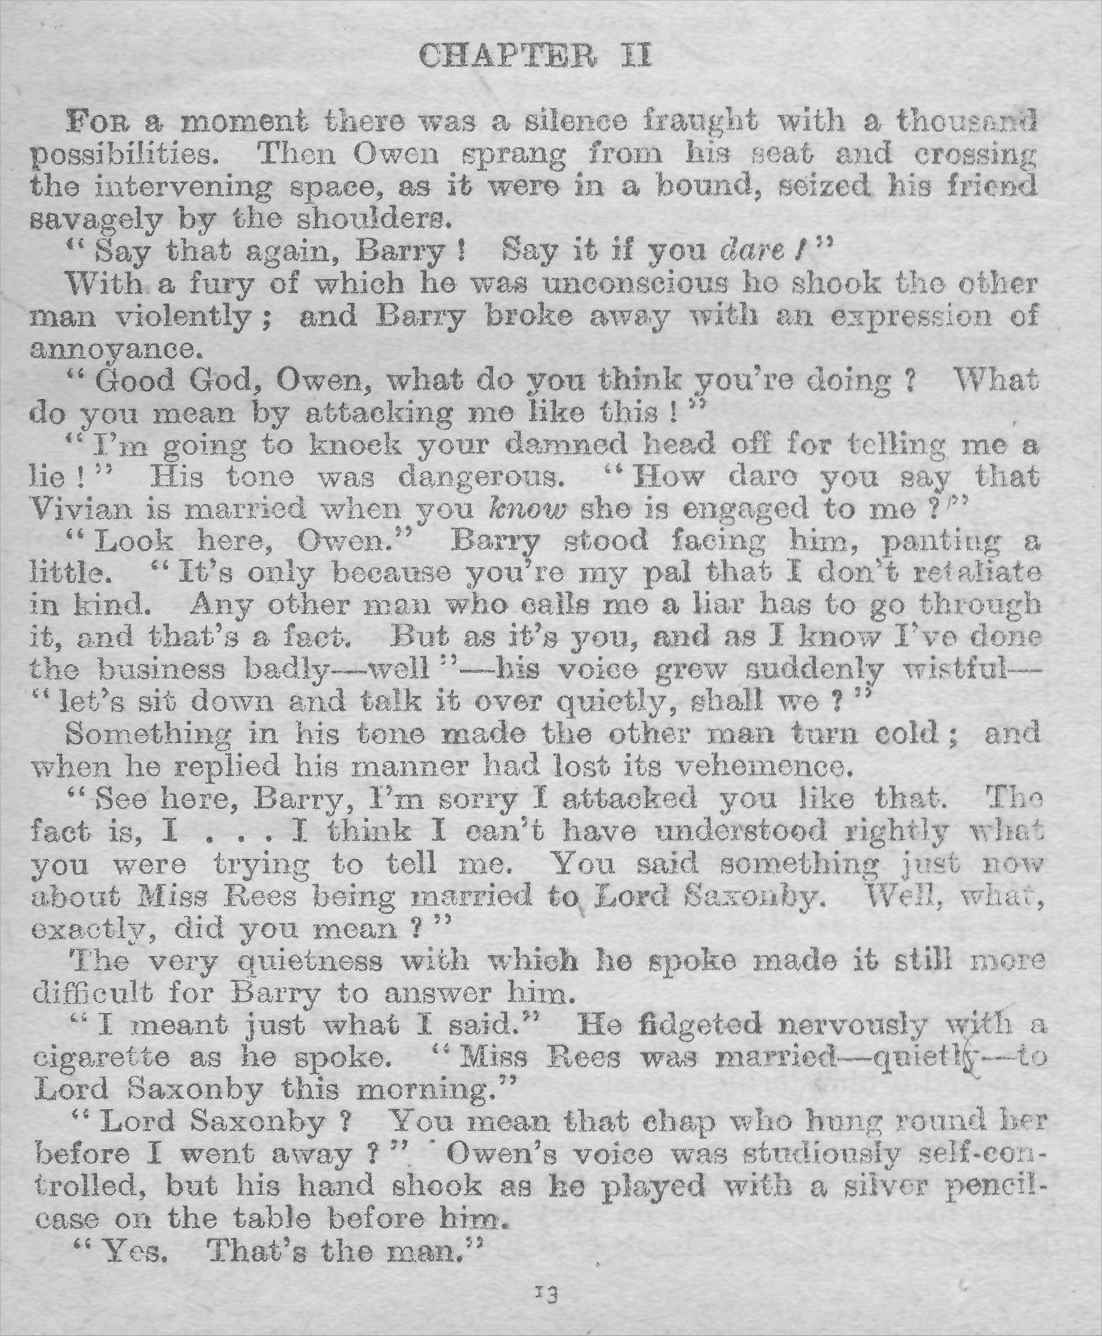 CHAPTER II
FOR a moment there was a silence fraught with a thousand
possibilities. Then Owen sprang from his seat and crossing
the intervening space, as it were in a bound, seized his friend
savagely by the shoulders.
“ Say that again, Barry ! Say it if you dare ! ”
With a fury of which he was unconscious he shook the other
man violently ; and Barry broke away with an expression of
annoyance.
“ Good God, Owen, what do you think you’re doing ? What
do you mean by attacking me like this ! ”
“ I’m going to knock your damned head off for telling me a
lie ! ” His tone was dangerous. “ How dare you say that
Vivian is married when you know she is engaged to me ? ”
“ Look here, Owen.” Barry stood facing him, panting a
little. “ It’s only because you’re my pal that I don’t retaliate
in kind. Any other man who calls me a liar has to go through
it, and that’s a fact. But as it’s you, and as I know I’ve done
the business badly—well ”—his voice grew suddenly wistful—
“ let’s sit down and talk it over quietly, shall we ? ”
Something in his tone made the other man turn cold ; and
when he replied his manner had lost its vehemence.
“ See here, Barry, I’m sorry I attacked you like that. The
fact is, I . . . I think I can’t have understood rightly what
you were trying to tell me. You said something just now
about Miss Rees being married to Lord Saxonby. Well, what,
exactly, did you mean ? ”
The very quietness with which he spoke made it still more
difficult for Barry to answer him.
“ I meant just what I said.” He fidgeted nervously with a
cigarette as he spoke. “ Miss Rees was married—quietly—to
Lord Saxonby this morning.”
“ Lord Saxonby ? You mean that chap who hung round her
before I went away ? ” Owen’s voice was studiously self-con-
trolled, but his hand shook as he played with a silver pencil-
case on the table before him.
“ Yes. That’s the man.”
13